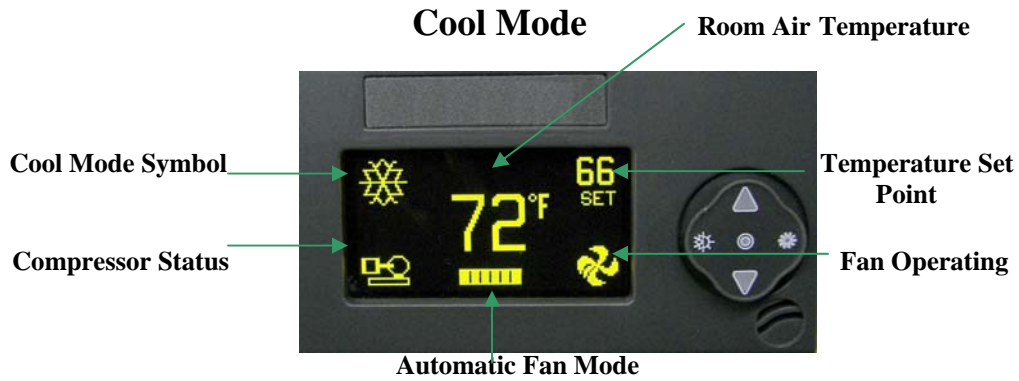 Cool Mode
Room Air Temperature
Cool Mode Symbol
66
SET
Temperature Set
Point
72°F
Compressor Status
Fan Operating
Automatic Fan Mode